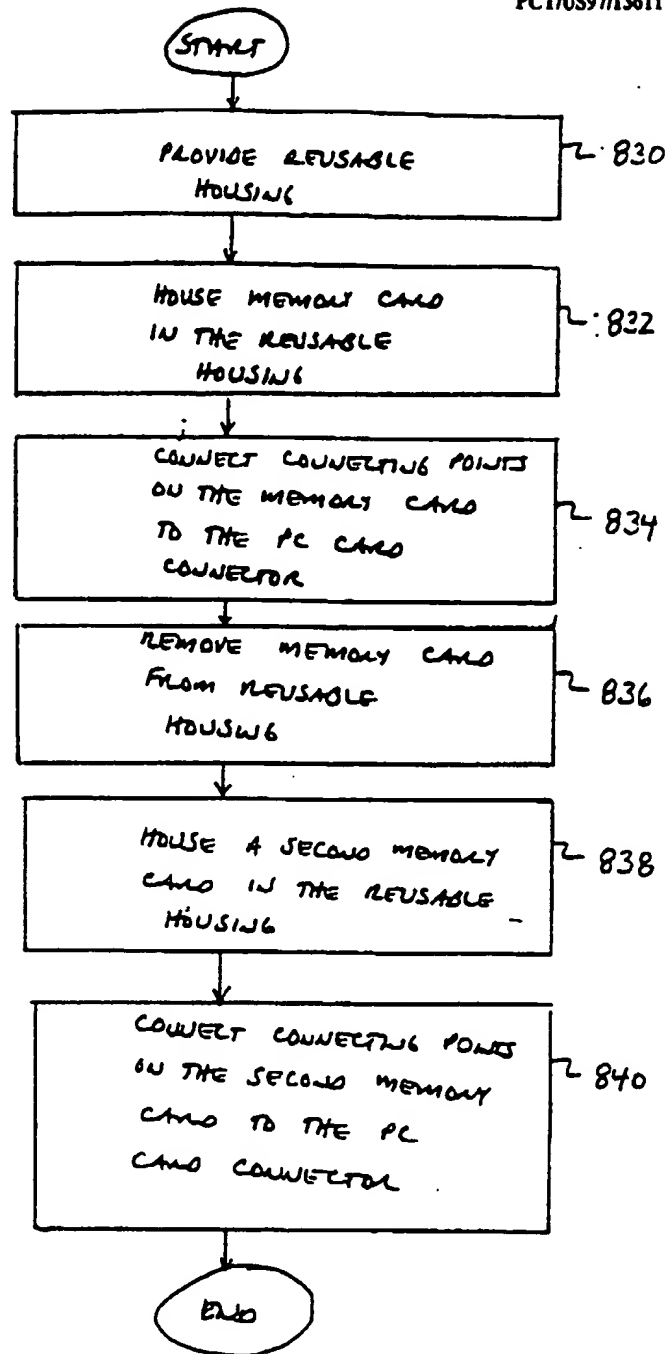 START
PROVIDE REUSABLE
HOUSING
830
HOUSE MEMORY CARD
IN THE REUSABLE
HOUSING
832
CONNECT CONNECTING POINTS
ON THE MEMORY CARD
TO THE PC CARD
CONNECTOR
834
REMOVE MEMORY CARD
FROM REUSABLE
HOUSING
836
HOUSE A SECOND MEMORY
CARD IN THE REUSABLE
HOUSING
838
CONNECT CONNECTING POINTS
ON THE SECOND MEMORY
CARD TO THE PC
CARD CONNECTOR
840
END